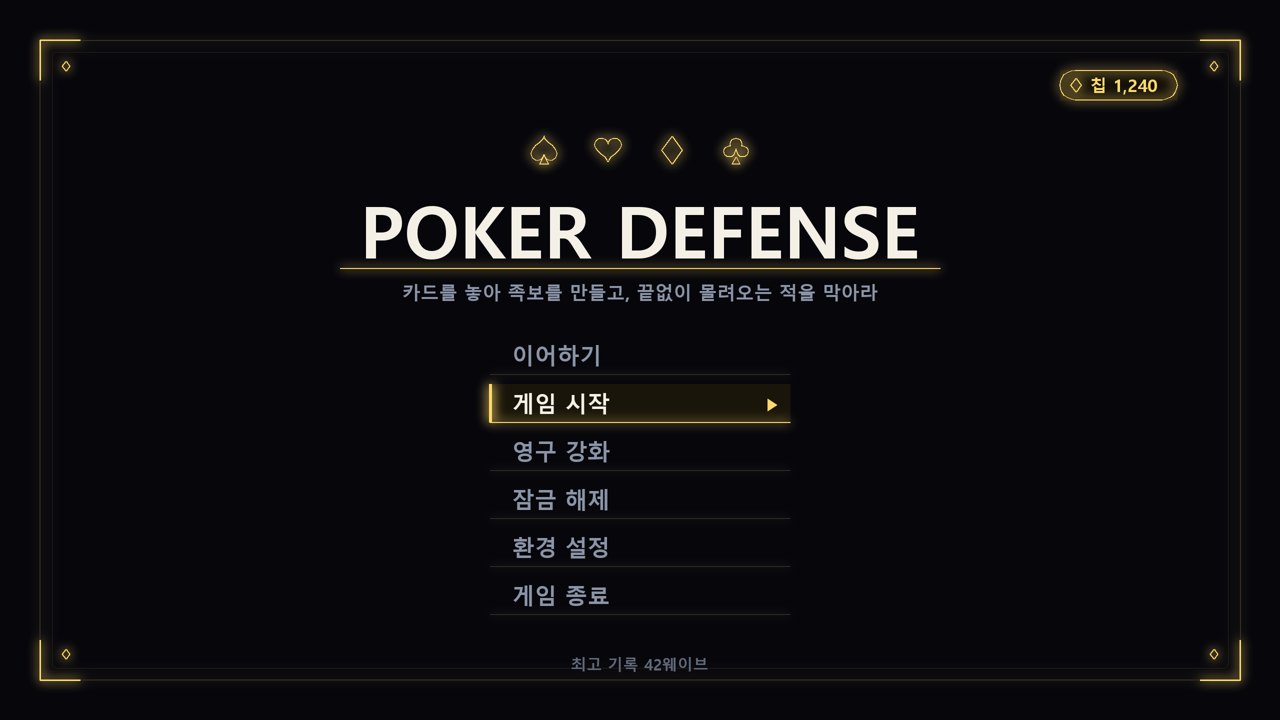 칩 1,240
POKER DEFENSE
카드를 놓아 족보를 만들고, 끝없이 몰려오는 적을 막아라
이어하기
게임 시작
영구 강화
잠금 해제
환경 설정
게임 종료
최고 기록 42웨이브